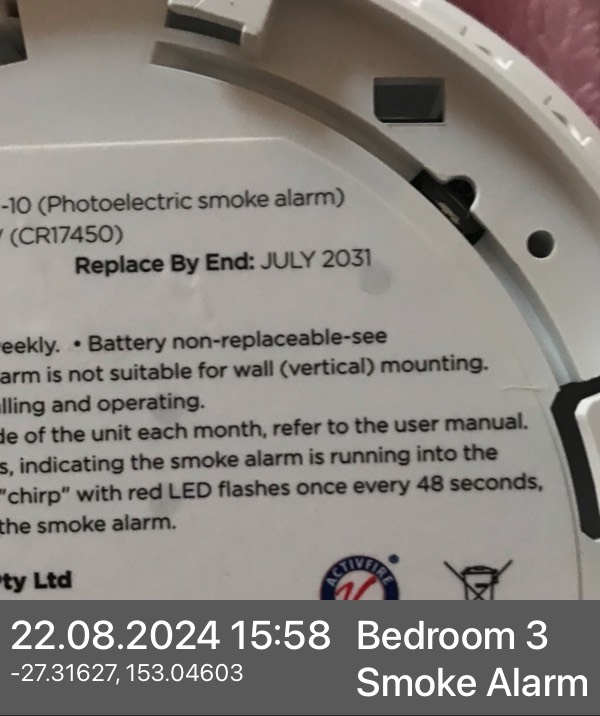 -10 (Photoelectric smoke alarm)
(CR17450)
Replace By End: JULY 2031
eekly. • Battery non-replaceable-see
arm is not suitable for wall (vertical) mounting.
lling and operating.
de of the unit each month, refer to the user manual.
s, indicating the smoke alarm is running into the
"chirp" with red LED flashes once every 48 seconds,
the smoke alarm.
ty Ltd
ACTIVFIRE
22.08.2024 15:58
-27.31627, 153.04603
Bedroom 3
Smoke Alarm